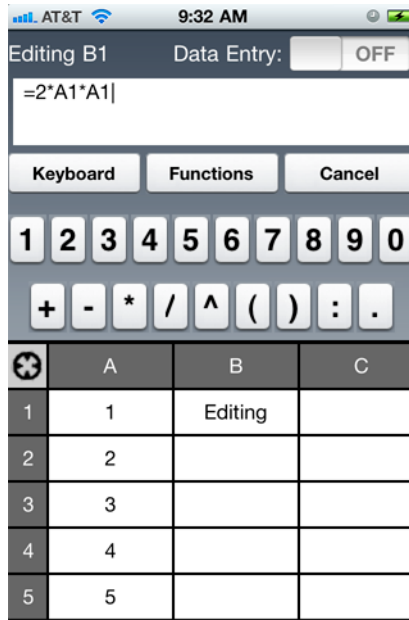 AT&T 9:32 AM
Editing B1 Data Entry: OFF
=2*A1*A1
Keyboard Functions Cancel
1 2 3 4 5 6 7 8 9 0
+ - * / ^ ( ) : .
A B C
1 1 Editing
2 2
3 3
4 4
5 5